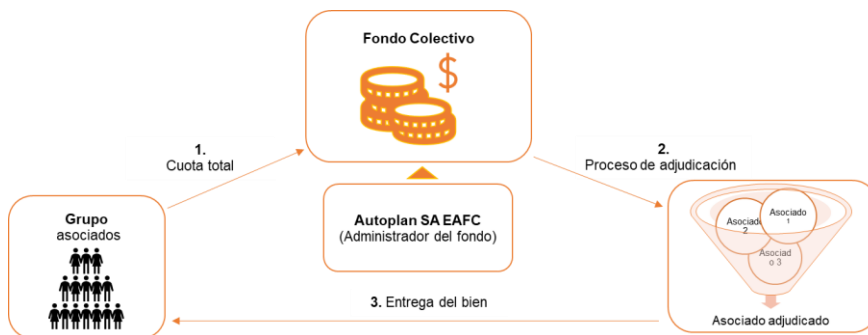 Fondo Colectivo
$
1.
Cuota total
2.
Proceso de adjudicación
Grupo
asociados
Autoplan SA EAFC
(Administrador del fondo)
Asociado
1
Asociado
2
Asociad
o 3
3. Entrega del bien
Asociado adjudicado